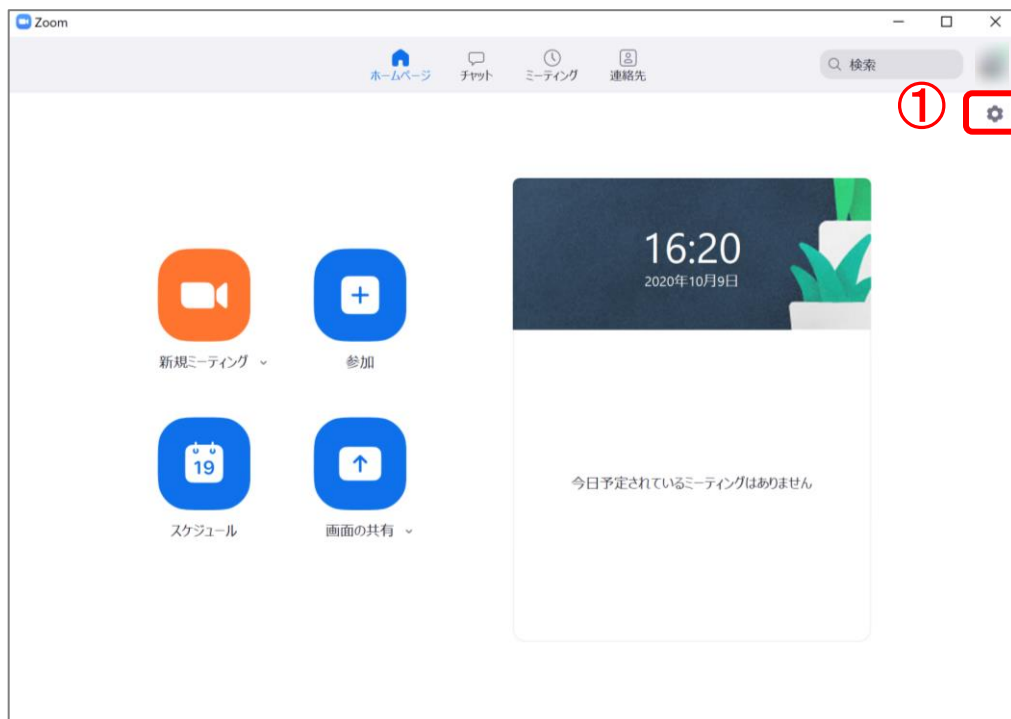 Zoom
ホームページ
チャット
ミーティング
連絡先
検索
①
16:20
2020年10月9日
新規ミーティング
参加
19
スケジュール
画面の共有
今日予定されているミーティングはありません